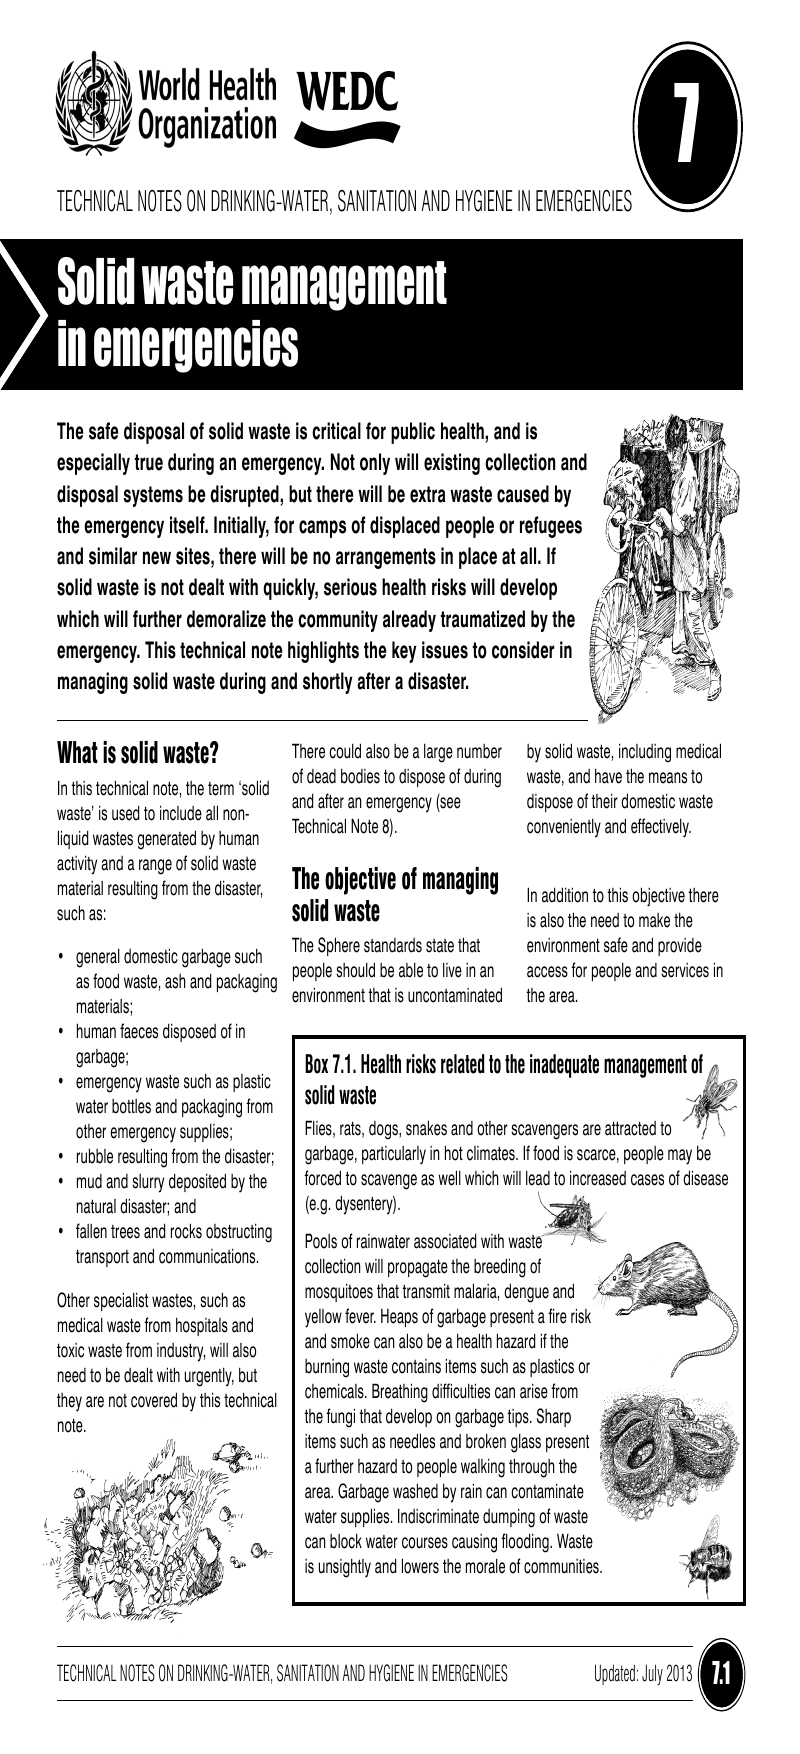 World Health
Organization
WEDC
7
TECHNICAL NOTES ON DRINKING-WATER, SANITATION AND HYGIENE IN EMERGENCIES
Solid waste management
in emergencies
The safe disposal of solid waste is critical for public health, and is
especially true during an emergency. Not only will existing collection and
disposal systems be disrupted, but there will be extra waste caused by
the emergency itself. Initially, for camps of displaced people or refugees
and similar new sites, there will be no arrangements in place at all. If
solid waste is not dealt with quickly, serious health risks will develop
which will further demoralize the community already traumatized by the
emergency. This technical note highlights the key issues to consider in
managing solid waste during and shortly after a disaster.
What is solid waste?
In this technical note, the term ‘solid
waste’ is used to include all non-
liquid wastes generated by human
activity and a range of solid waste
material resulting from the disaster,
such as:
• general domestic garbage such
as food waste, ash and packaging
materials;
• human faeces disposed of in
garbage;
• emergency waste such as plastic
water bottles and packaging from
other emergency supplies;
• rubble resulting from the disaster;
• mud and slurry deposited by the
natural disaster; and
• fallen trees and rocks obstructing
transport and communications.
Other specialist wastes, such as
medical waste from hospitals and
toxic waste from industry, will also
need to be dealt with urgently, but
they are not covered by this technical
note.
There could also be a large number
of dead bodies to dispose of during
and after an emergency (see
Technical Note 8).
The objective of managing
solid waste
The Sphere standards state that
people should be able to live in an
environment that is uncontaminated
by solid waste, including medical
waste, and have the means to
dispose of their domestic waste
conveniently and effectively.
In addition to this objective there
is also the need to make the
environment safe and provide
access for people and services in
the area.
Box 7.1. Health risks related to the inadequate management of
solid waste
Flies, rats, dogs, snakes and other scavengers are attracted to
garbage, particularly in hot climates. If food is scarce, people may be
forced to scavenge as well which will lead to increased cases of disease
(e.g. dysentery).
Pools of rainwater associated with waste
collection will propagate the breeding of
mosquitoes that transmit malaria, dengue and
yellow fever. Heaps of garbage present a fire risk
and smoke can also be a health hazard if the
burning waste contains items such as plastics or
chemicals. Breathing difficulties can arise from
the fungi that develop on garbage tips. Sharp
items such as needles and broken glass present
a further hazard to people walking through the
area. Garbage washed by rain can contaminate
water supplies. Indiscriminate dumping of waste
can block water courses causing flooding. Waste
is unsightly and lowers the morale of communities.
TECHNICAL NOTES ON DRINKING-WATER, SANITATION AND HYGIENE IN EMERGENCIES
Updated: July 2013
7.1